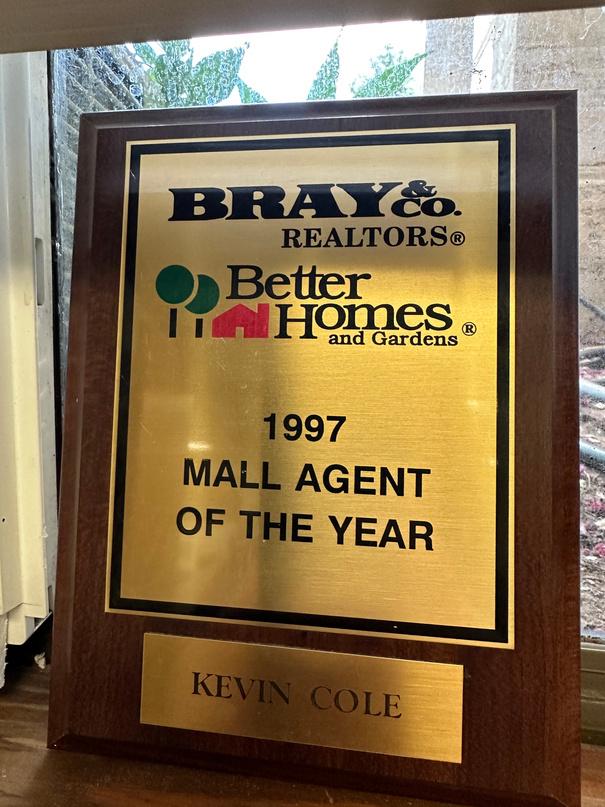 BRAY & CO.
REALTORS®
Better
Homes®
and Gardens
1997
MALL AGENT
OF THE YEAR
KEVIN COLE